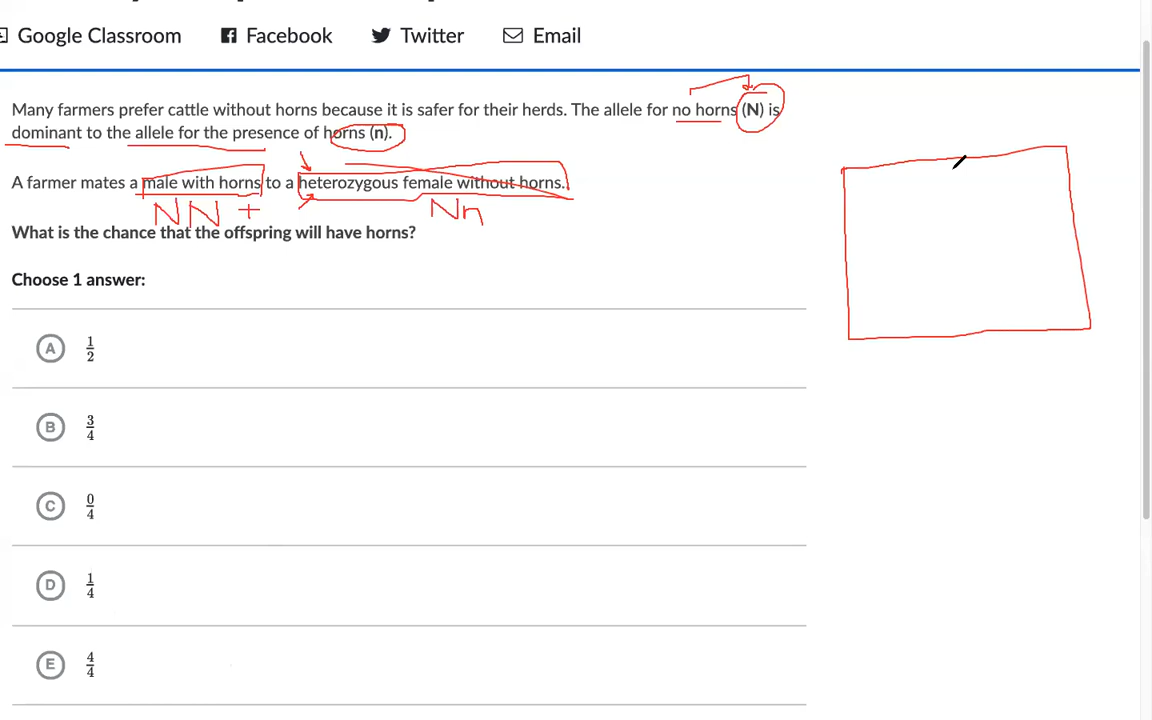 Google Classroom Facebook Twitter Email
Many farmers prefer cattle without horns because it is safer for their herds. The allele for no horns (N) is
dominant to the allele for the presence of horns (n).
A farmer mates a male with horns to a heterozygous female without horns.
NN + Nn
What is the chance that the offspring will have horns?
Choose 1 answer:
A 1/2
B 3/4
C 0/4
D 1/4
E 4/4